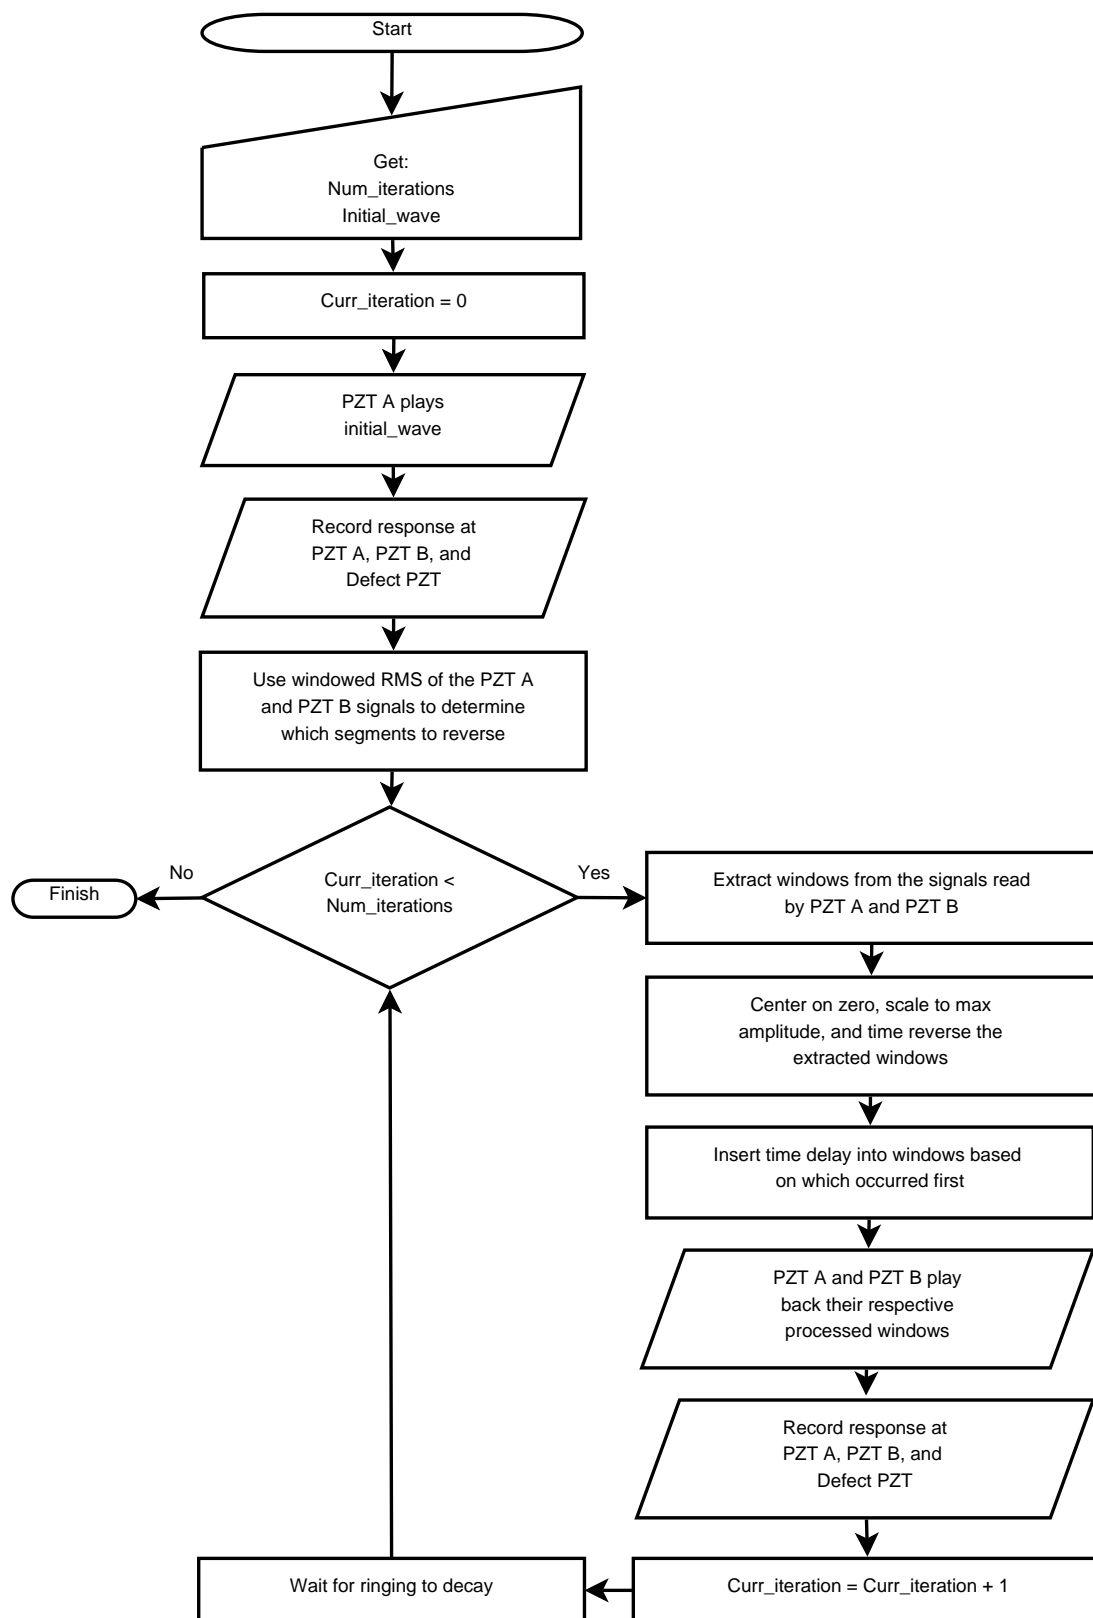 Start
Get:
Num_iterations
Initial_wave
Curr_iteration = 0
PZT A plays
initial_wave
Record response at
PZT A, PZT B, and
Defect PZT
Use windowed RMS of the PZT A
and PZT B signals to determine
which segments to reverse
Curr_iteration <
Num_iterations
No
Finish
Yes
Extract windows from the signals read
by PZT A and PZT B
Center on zero, scale to max
amplitude, and time reverse the
extracted windows
Insert time delay into windows based
on which occurred first
PZT A and PZT B play
back their respective
processed windows
Record response at
PZT A, PZT B, and
Defect PZT
Curr_iteration = Curr_iteration + 1
Wait for ringing to decay